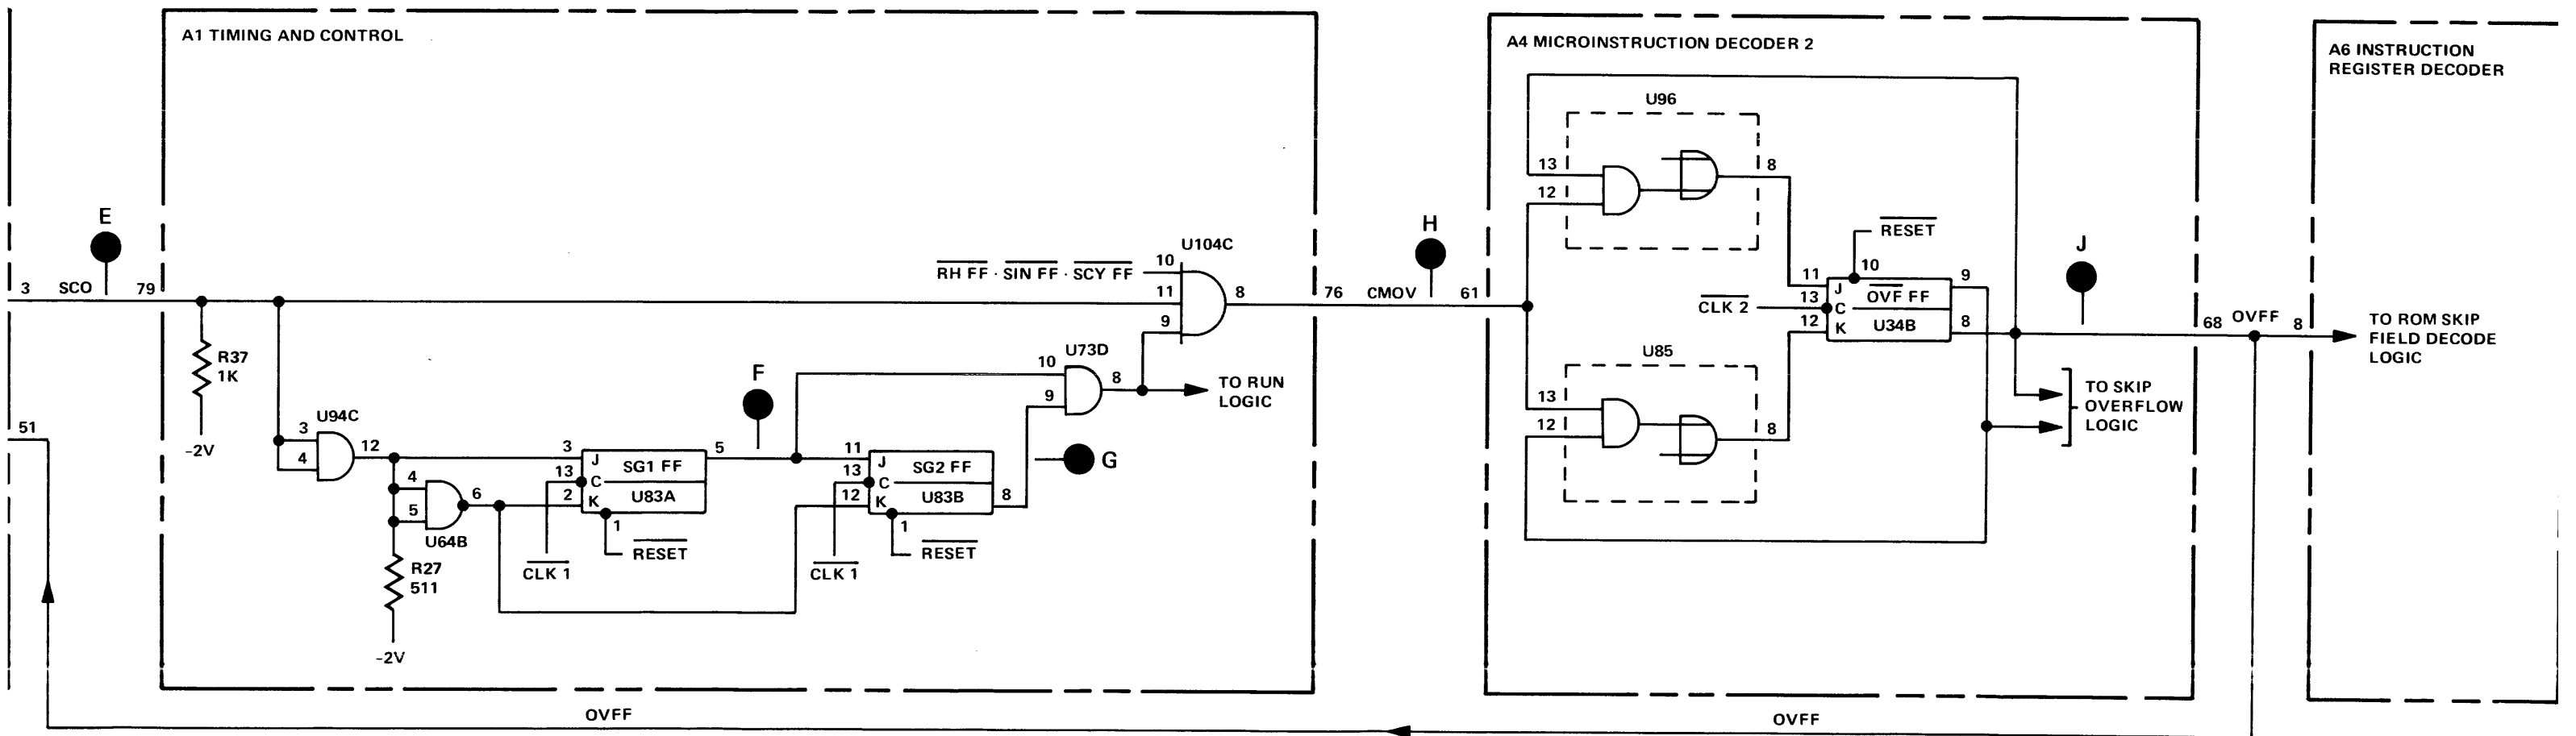 A1 TIMING AND CONTROL
A4 MICROINSTRUCTION DECODER 2
A6 INSTRUCTION
REGISTER DECODER
U96
13
12
8
E
H
J
RESET
U104C
RH FF · SIN FF · SCY FF
10
11
9
8
3 SCO 79
76 CMOV 61
11
13
12
10
J
C
K
OVF FF
U34B
9
8
CLK 2
68 OVFF 8
TO ROM SKIP
FIELD DECODE
LOGIC
R37
1K
-2V
U73D
10
9
8
TO RUN
LOGIC
F
G
U85
13
12
8
TO SKIP
OVERFLOW
LOGIC
51
U94C
3
4
12
3
13
2
J
C
K
SG1 FF
U83A
5
1
11
13
12
J
C
K
SG2 FF
U83B
8
1
4
5
6
U64B
R27
511
-2V
CLK 1
RESET
CLK 1
RESET
OVFF
OVFF